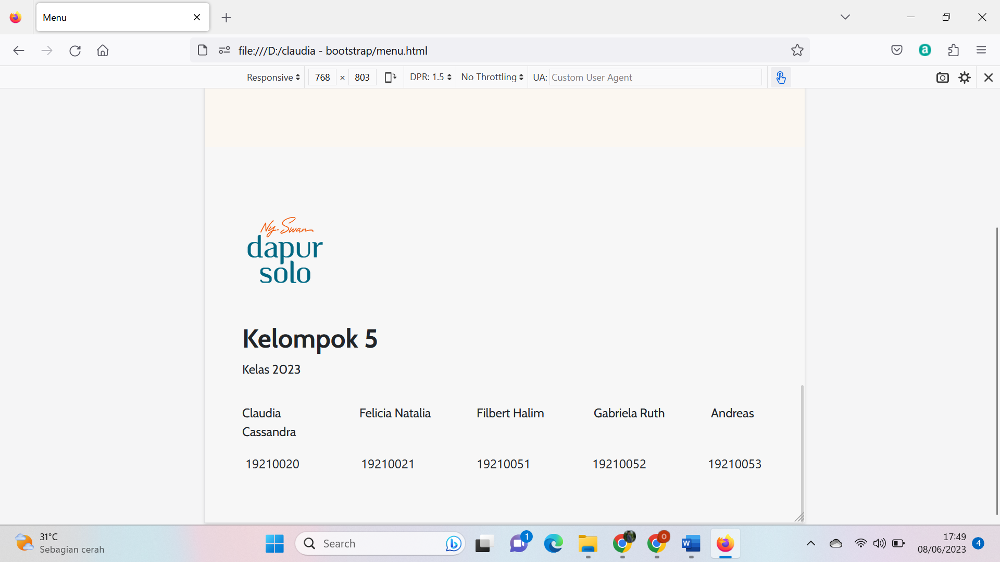 Menu
file:///D:/claudia - bootstrap/menu.html
Responsive 768 × 803 DPR: 1.5 No Throttling UA: Custom User Agent
Ny. Swan
dapur
solo
Kelompok 5
Kelas 2023
Claudia Cassandra
Felicia Natalia
Filbert Halim
Gabriela Ruth
Andreas
19210020 19210021 19210051 19210052 19210053
31°C
Sebagian cerah
Search
1
0
17:49
08/06/2023
4